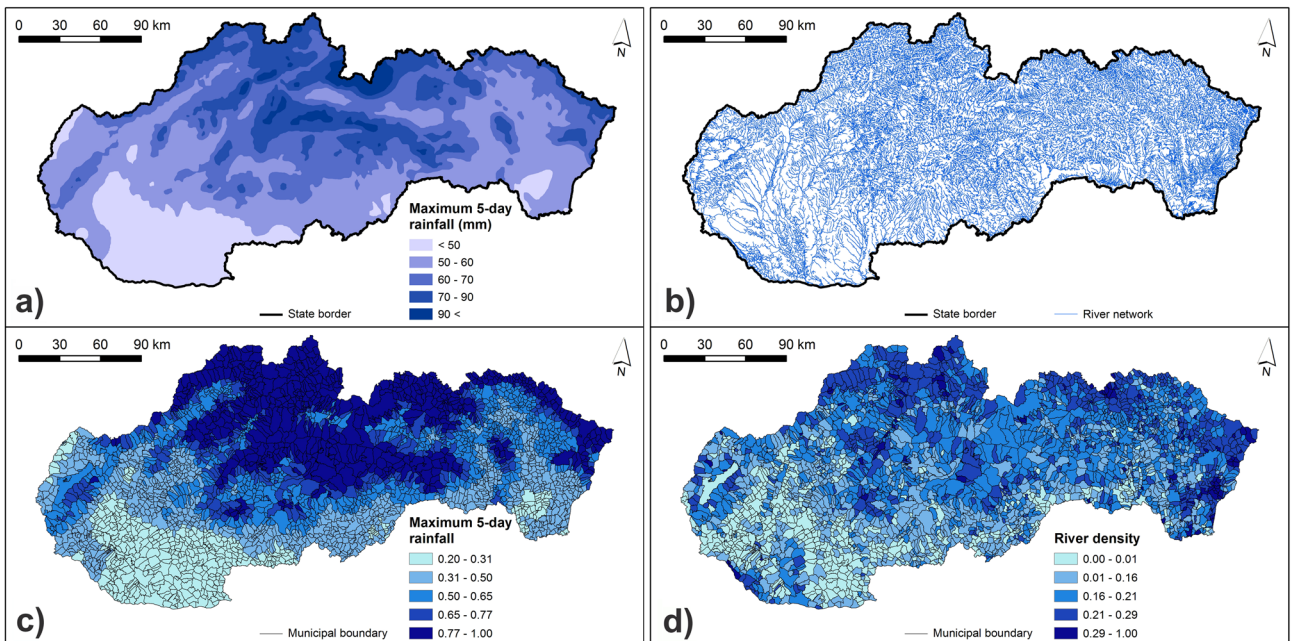 0 30 60 90 km
N
Maximum 5-day
rainfall (mm)
< 50
50 - 60
60 - 70
70 - 90
90 <
State border
a)
0 30 60 90 km
N
State border
River network
b)
0 30 60 90 km
N
Maximum 5-day
rainfall
0.20 - 0.31
0.31 - 0.50
0.50 - 0.65
0.65 - 0.77
0.77 - 1.00
Municipal boundary
c)
0 30 60 90 km
N
River density
0.00 - 0.01
0.01 - 0.16
0.16 - 0.21
0.21 - 0.29
0.29 - 1.00
Municipal boundary
d)